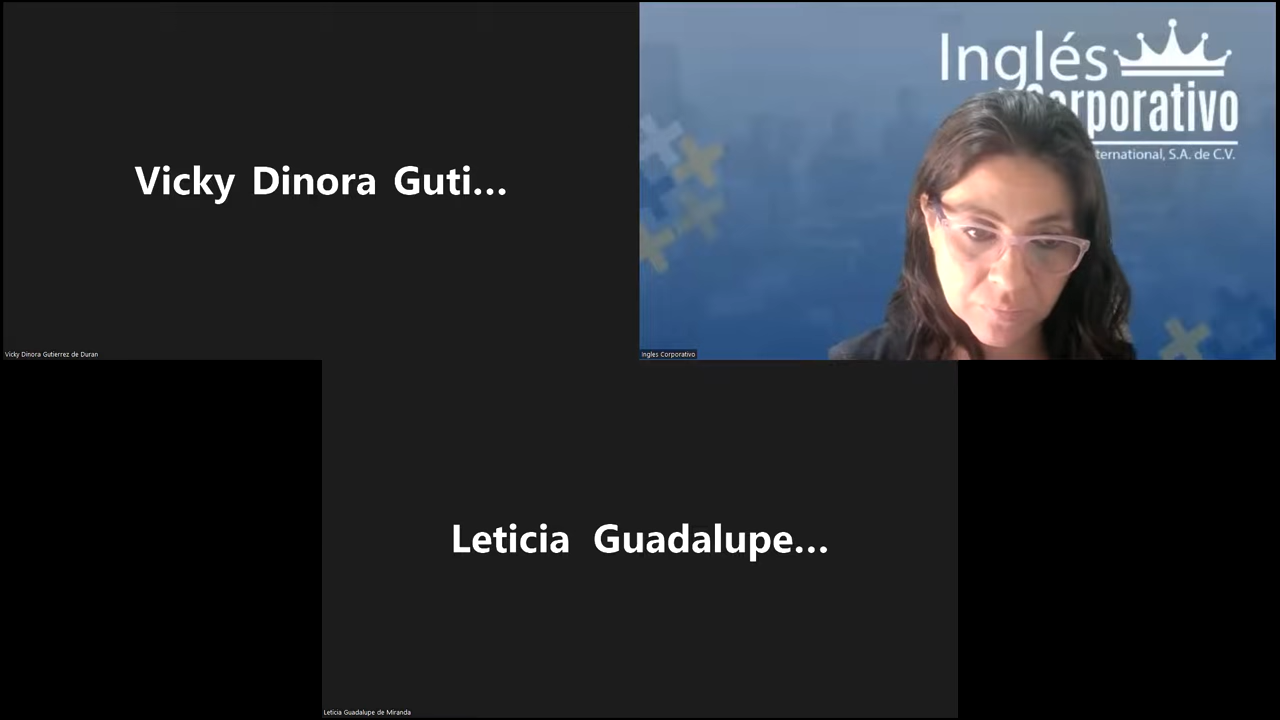 Vicky Dinora Guti...
Vicky Dinora Gutierrez de Duran
Inglés
Corporativo
ternational, S.A. de C.V.
Ingles Corporativo
Leticia Guadalupe...
Leticia Guadalupe de Miranda